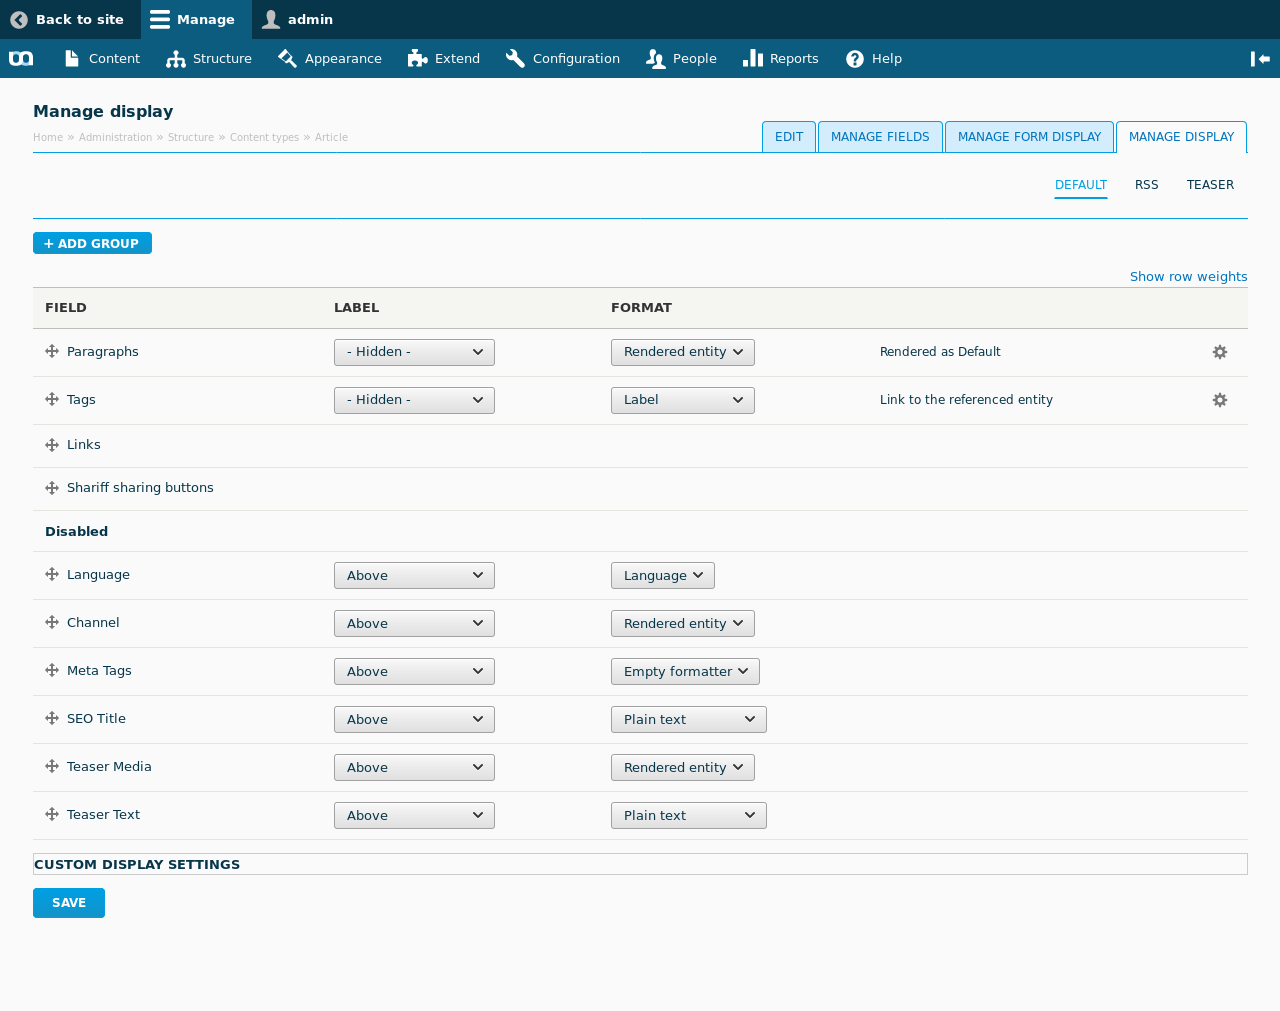 Back to site Manage admin
Content Structure Appearance Extend Configuration People Reports Help
Manage display
Home » Administration » Structure » Content types » Article
EDIT MANAGE FIELDS MANAGE FORM DISPLAY MANAGE DISPLAY
DEFAULT RSS TEASER
+ ADD GROUP
Show row weights
FIELD LABEL FORMAT
Paragraphs - Hidden - Rendered entity Rendered as Default
Tags - Hidden - Label Link to the referenced entity
Links
Shariff sharing buttons
Disabled
Language Above Language
Channel Above Rendered entity
Meta Tags Above Empty formatter
SEO Title Above Plain text
Teaser Media Above Rendered entity
Teaser Text Above Plain text
CUSTOM DISPLAY SETTINGS
SAVE